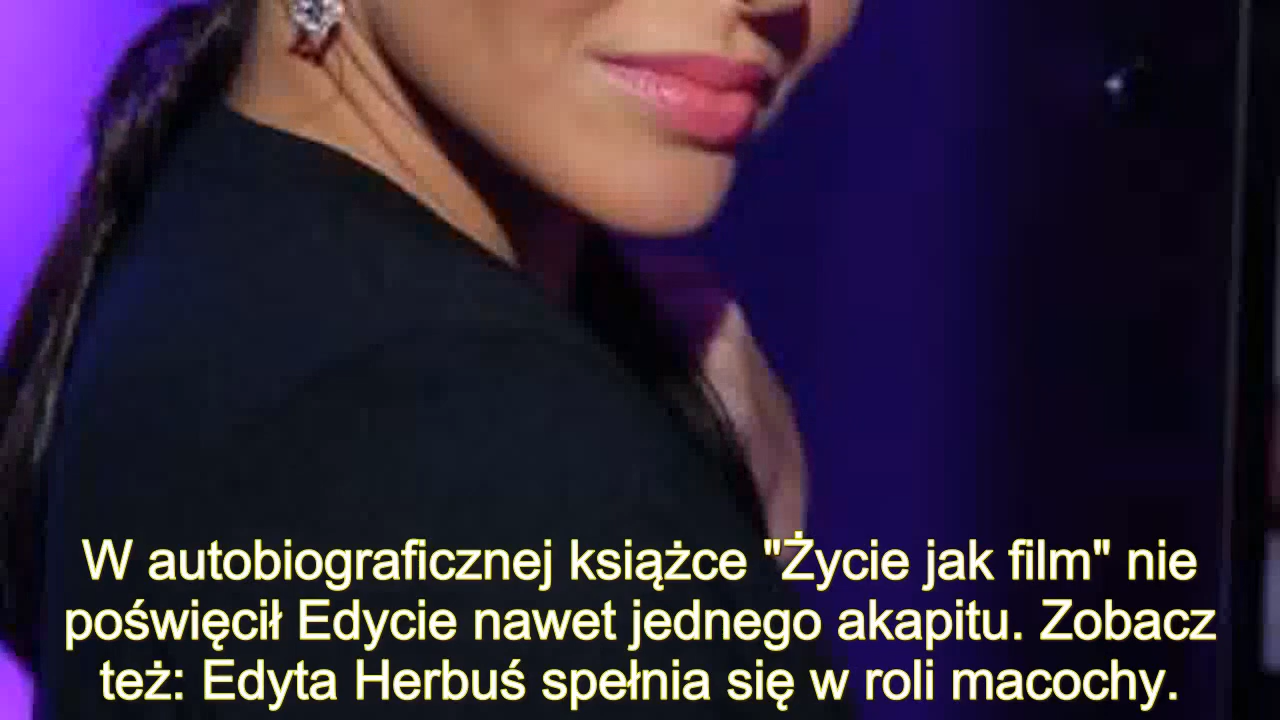 W autobiograficznej książce "Życie jak film" nie
poświęcił Edycie nawet jednego akapitu. Zobacz
też: Edyta Herbuś spełnia się w roli macochy.